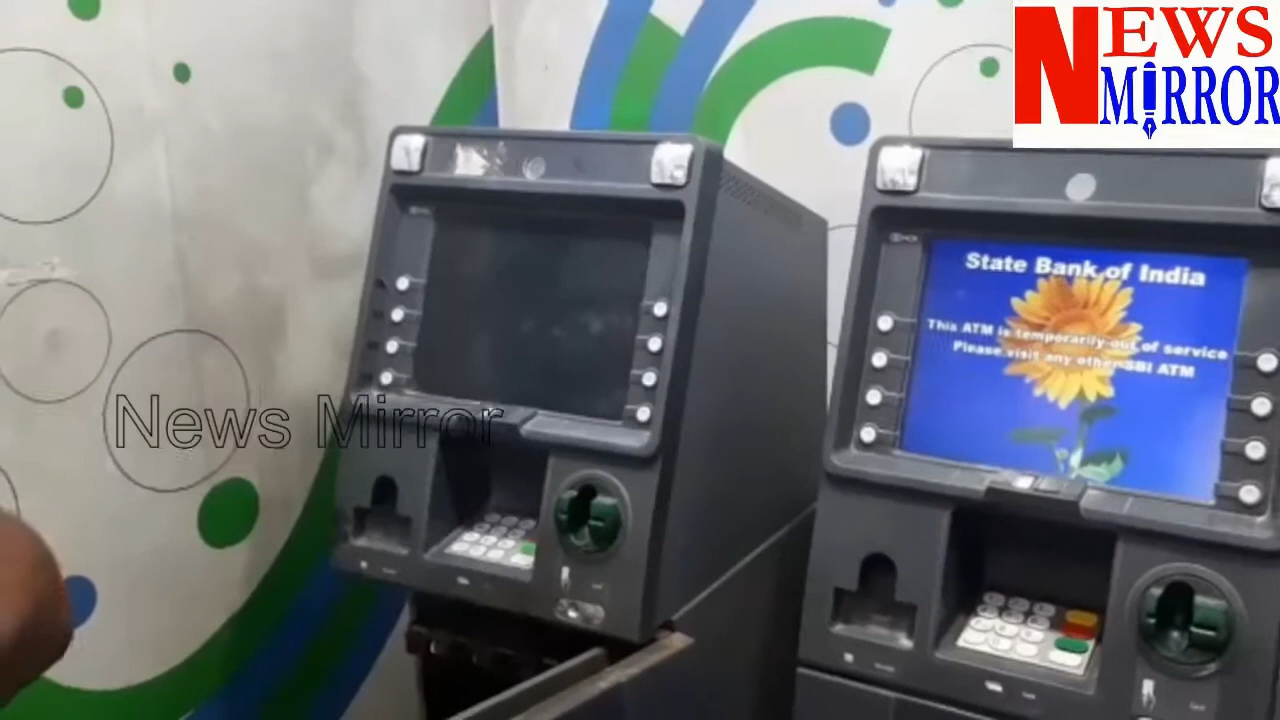 NEWS
MIRROR
State Bank of India
This ATM is temporarily out of service
Please visit any other SBI ATM
News Mirror